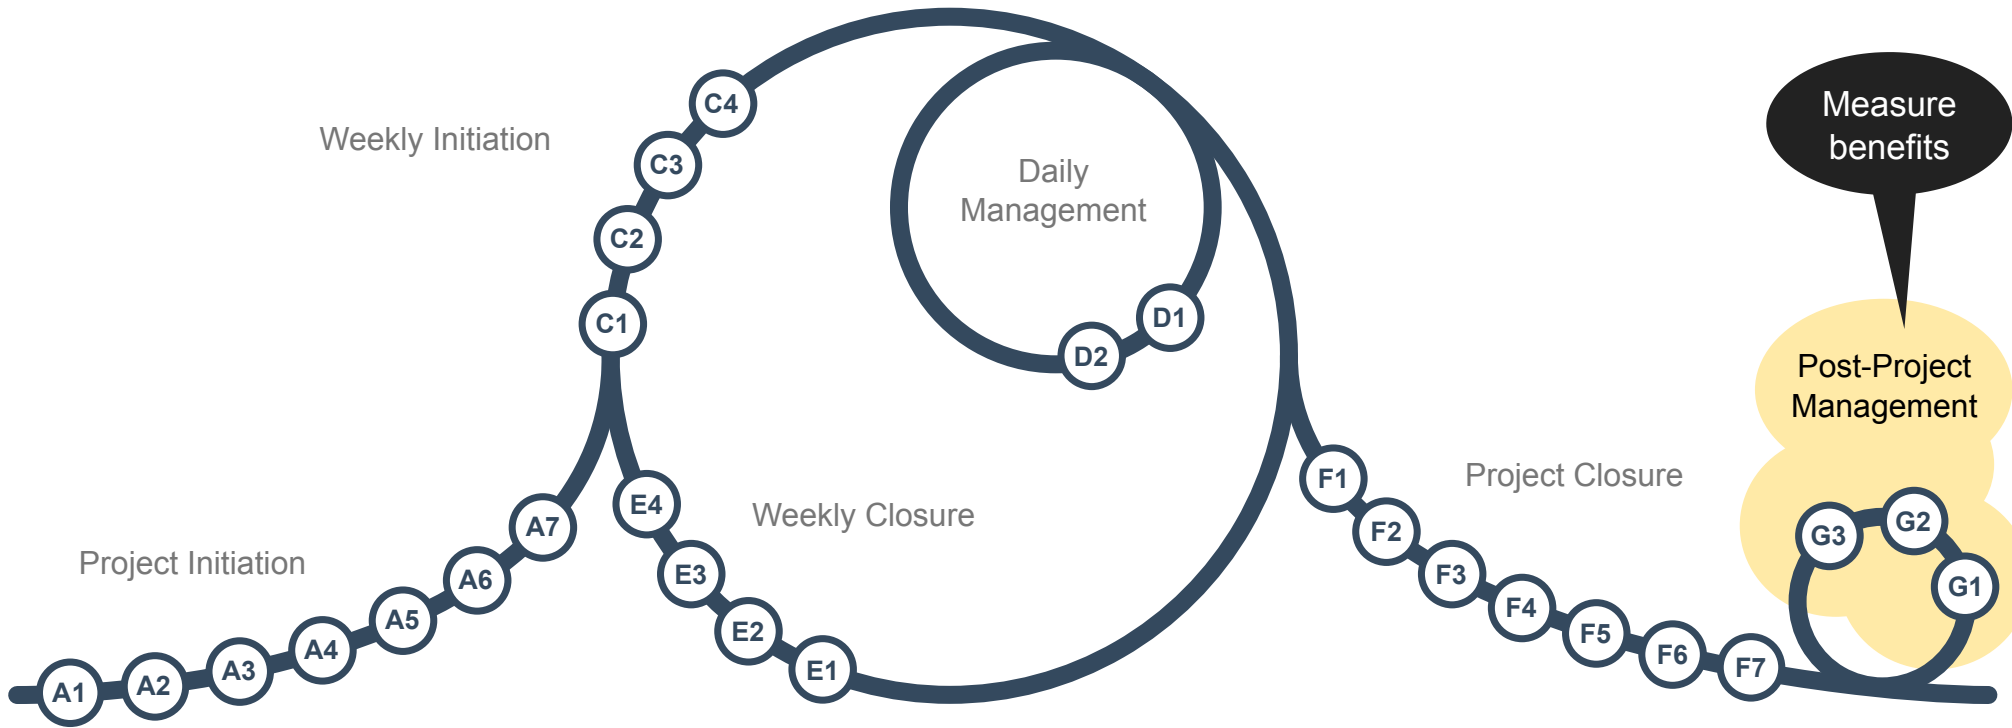 Measure
benefits
Weekly Initiation
C4
C3
C2
C1
Daily
Management
D1
D2
Post-Project
Management
Project Initiation
A1
A2
A3
A4
A5
A6
A7
Weekly Closure
E4
E3
E2
E1
Project Closure
F1
F2
F3
F4
F5
F6
F7
G3
G2
G1